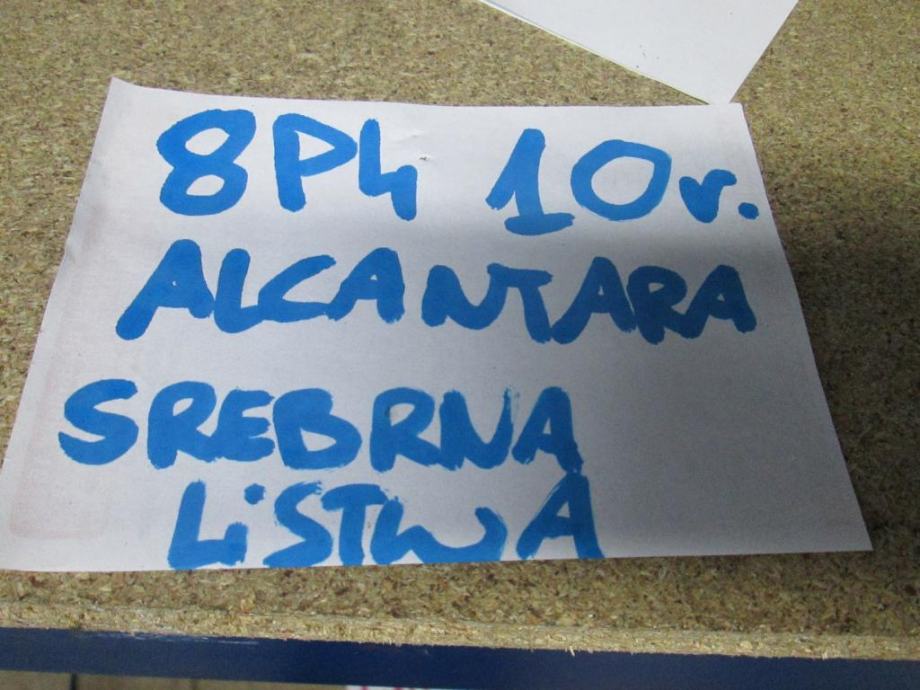 8P4 10r.
ALCANTARA
SREBRNA
LiSTWA